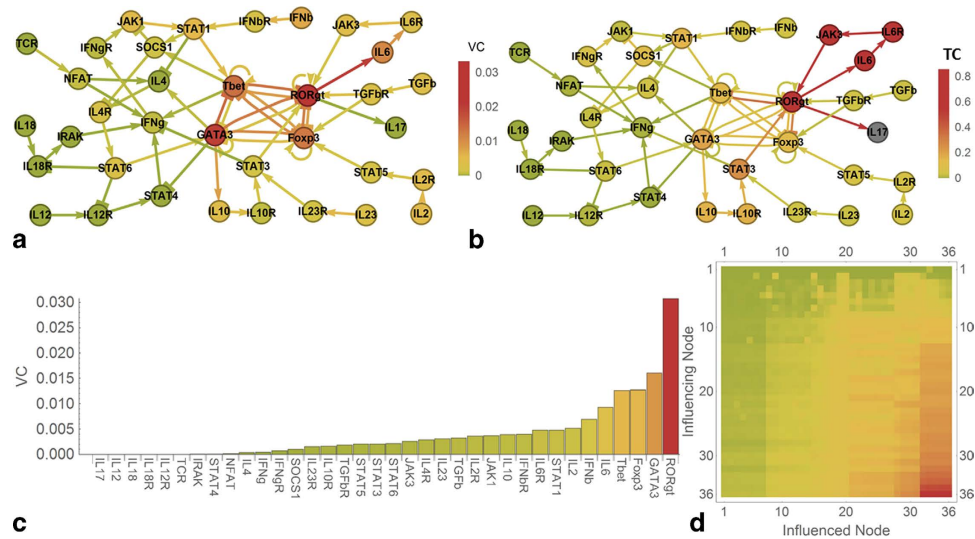 a
JAK1
STAT1
IFNbR
IFNb
JAK3
IL6R
TCR
IFNgR
SOCS1
IL6
NFAT
IL4
Tbet
RORgt
TGFbR
TGFb
IL4R
IL18
IRAK
IFNg
GATA3
Foxp3
IL17
IL18R
STAT6
STAT3
STAT5
IL2R
STAT4
IL12
IL12R
IL10
IL10R
IL23R
IL23
IL2
VC
0.03
0.02
0.01
0
b
JAK1
STAT1
IFNbR
IFNb
JAK3
IL6R
TCR
IFNgR
SOCS1
IL6
NFAT
IL4
Tbet
RORgt
TGFbR
TGFb
IL4R
IL18
IRAK
IFNg
GATA3
Foxp3
IL17
IL18R
STAT6
STAT3
STAT5
IL2R
STAT4
IL12
IL12R
IL10
IL10R
IL23R
IL23
IL2
TC
0.8
0.6
0.4
0.2
0
c
VC
0.030
0.025
0.020
0.015
0.010
0.005
0.000
IL17
IL12
IL18
IL18R
IL12R
TCR
IRAK
STAT4
NFAT
IL4
IFNg
IFNgR
SOCS1
IL23R
IL10R
TGFbR
STAT5
STAT3
STAT6
JAK3
IL4R
IL23
TGFb
IL2R
JAK1
IL10
IFNbR
IL6R
STAT1
IL2
IFNb
IL6
Tbet
Foxp3
GATA3
RORgt
d
1 10 20 30 36
Influencing Node
1
10
20
30
36
1
10
20
30
36
1 10 20 30 36
Influenced Node